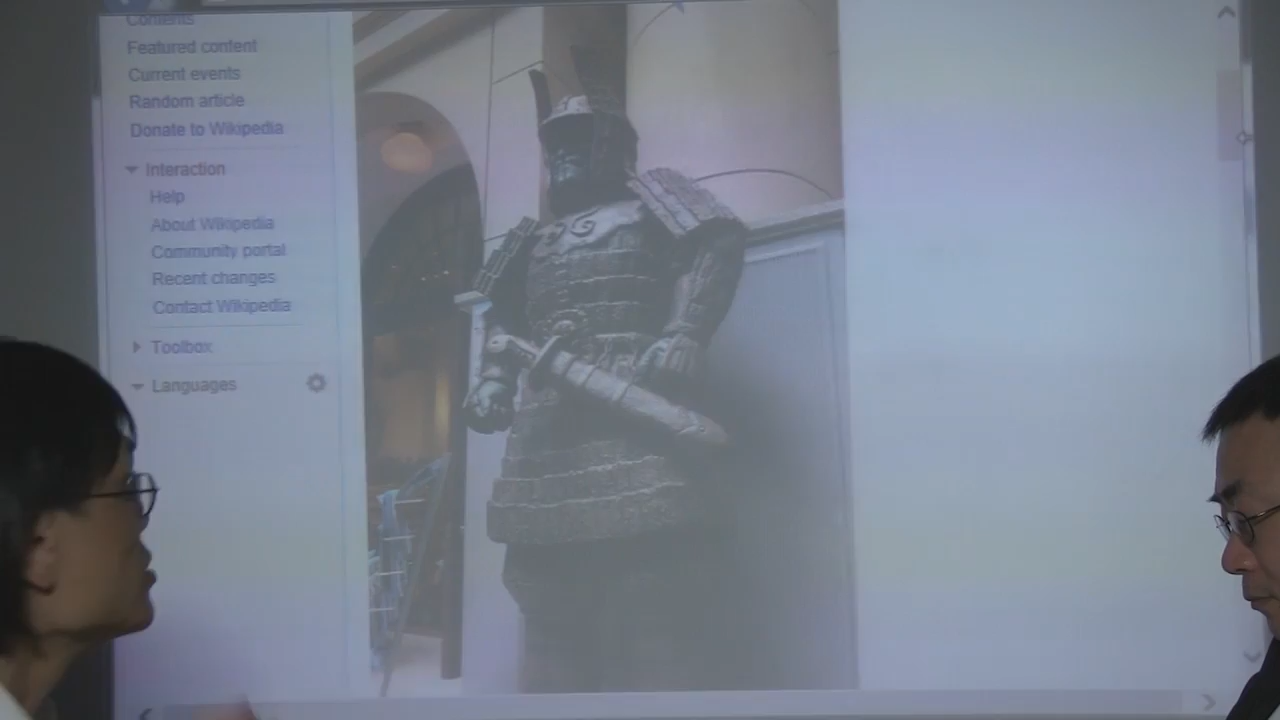 Contents
Featured content
Current events
Random article
Donate to Wikipedia
Interaction
Help
About Wikipedia
Community portal
Recent changes
Contact Wikipedia
Toolbox
Languages